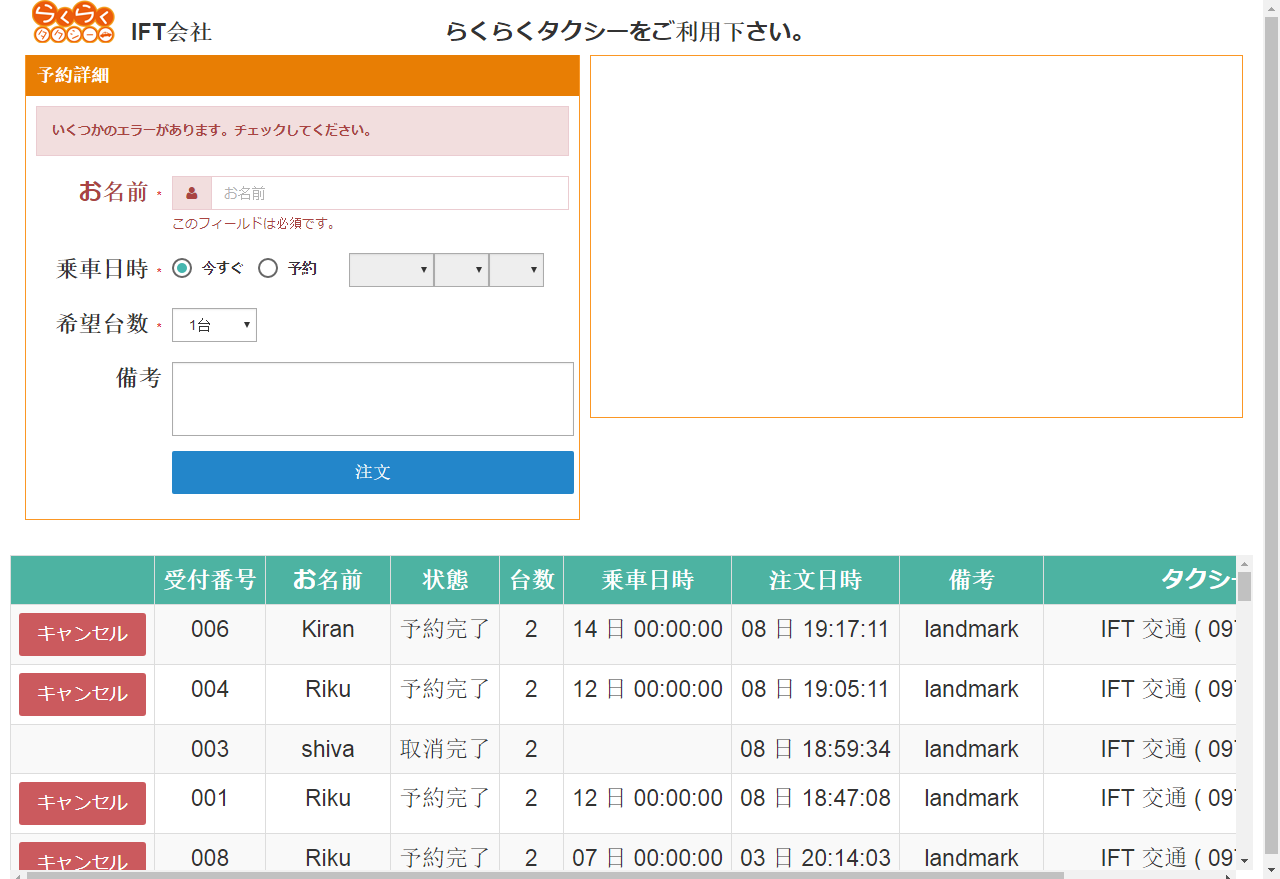 らくらく
タクシー
IFT会社
らくらくタクシーをご利用下さい。
予約詳細
いくつかのエラーがあります。チェックしてください。
お名前 * お名前
このフィールドは必須です。
乗車日時 * 今すぐ 予約
希望台数 * 1台
備考
注文
受付番号 お名前 状態 台数 乗車日時 注文日時 備考 タクシー
キャンセル 006 Kiran 予約完了 2 14 日 00:00:00 08 日 19:17:11 landmark IFT 交通 ( 097
キャンセル 004 Riku 予約完了 2 12 日 00:00:00 08 日 19:05:11 landmark IFT 交通 ( 097
003 shiva 取消完了 2 08 日 18:59:34 landmark IFT 交通 ( 097
キャンセル 001 Riku 予約完了 2 12 日 00:00:00 08 日 18:47:08 landmark IFT 交通 ( 097
キャンセル 008 Riku 予約完了 2 07 日 00:00:00 03 日 20:14:03 landmark IFT 交通 ( 097